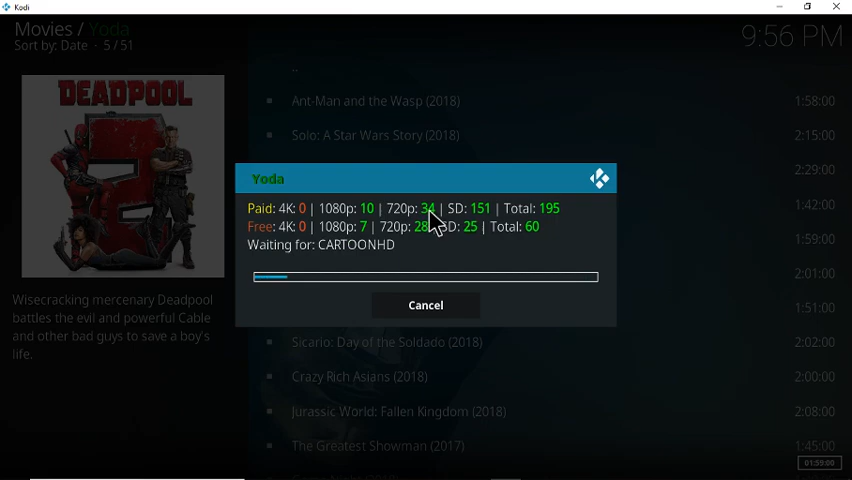 Kodi
Movies / Yoda
Sort by: Date · 5 / 51
9:56 PM
DEADPOOL
2
Wisecracking mercenary Deadpool
battles the evil and powerful Cable
and other bad guys to save a boy's
life.
..
Ant-Man and the Wasp (2018) 1:58:00
Solo: A Star Wars Story (2018) 2:15:00
2:29:00
1:42:00
1:59:00
2:01:00
1:51:00
Yoda
Paid: 4K: 0 | 1080p: 10 | 720p: 34 | SD: 151 | Total: 195
Free: 4K: 0 | 1080p: 7 | 720p: 28 SD: 25 | Total: 60
Waiting for: CARTOONHD
Cancel
Sicario: Day of the Soldado (2018) 2:02:00
Crazy Rich Asians (2018) 2:00:00
Jurassic World: Fallen Kingdom (2018) 2:08:00
The Greatest Showman (2017) 1:45:00
01:59:00